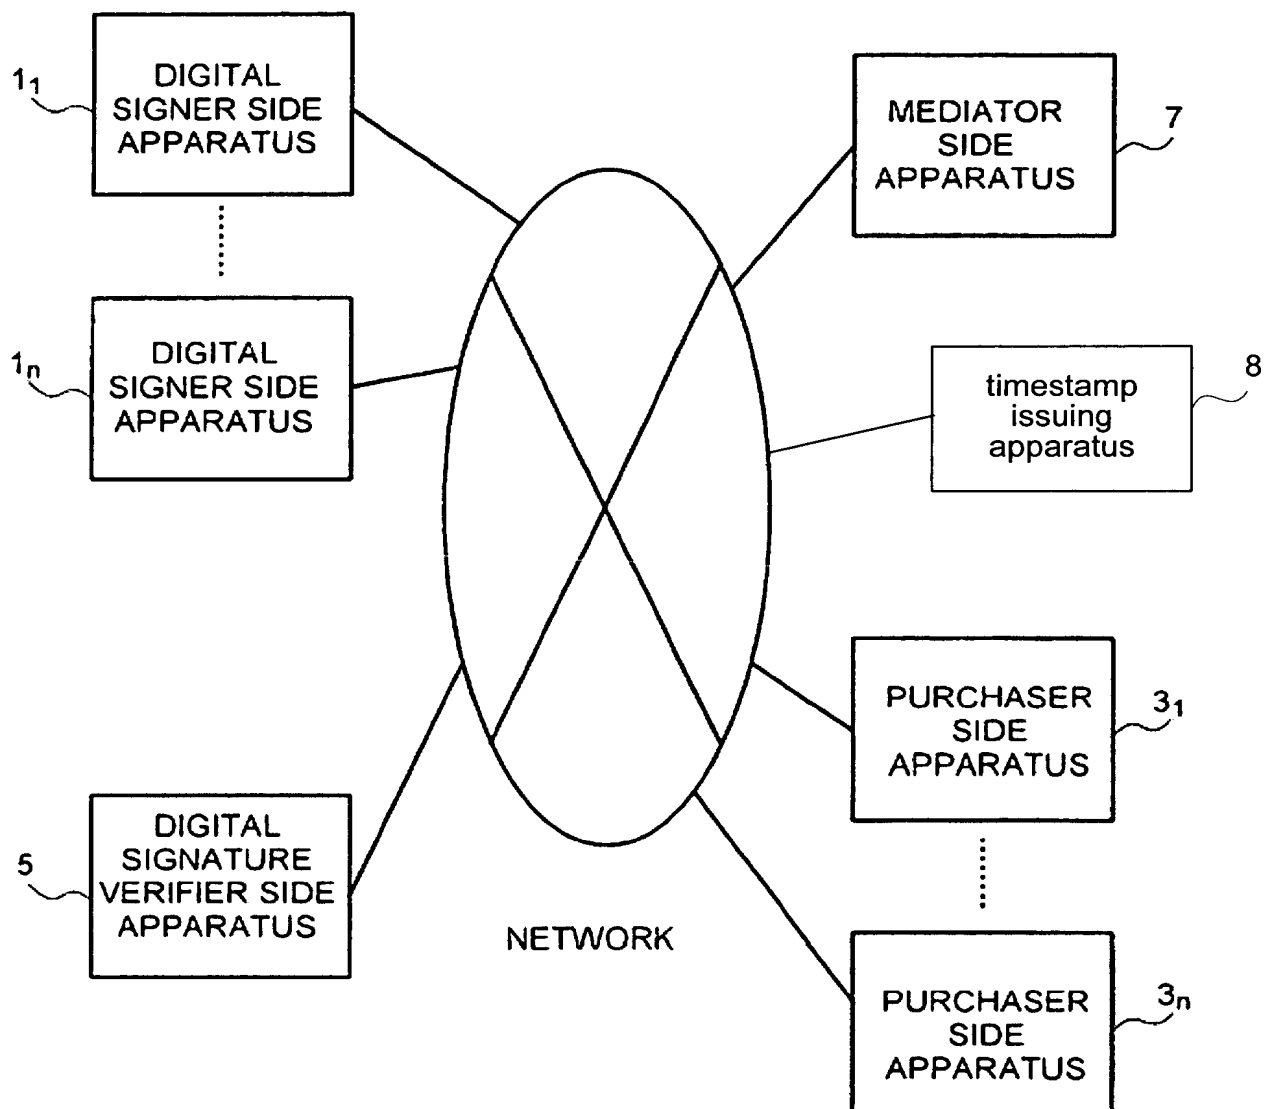 1₁
DIGITAL
SIGNER SIDE
APPARATUS
1ₙ
DIGITAL
SIGNER SIDE
APPARATUS
5
DIGITAL
SIGNATURE
VERIFIER SIDE
APPARATUS
NETWORK
MEDIATOR
SIDE
APPARATUS
7
timestamp
issuing
apparatus
8
PURCHASER
SIDE
APPARATUS
3₁
PURCHASER
SIDE
APPARATUS
3ₙ